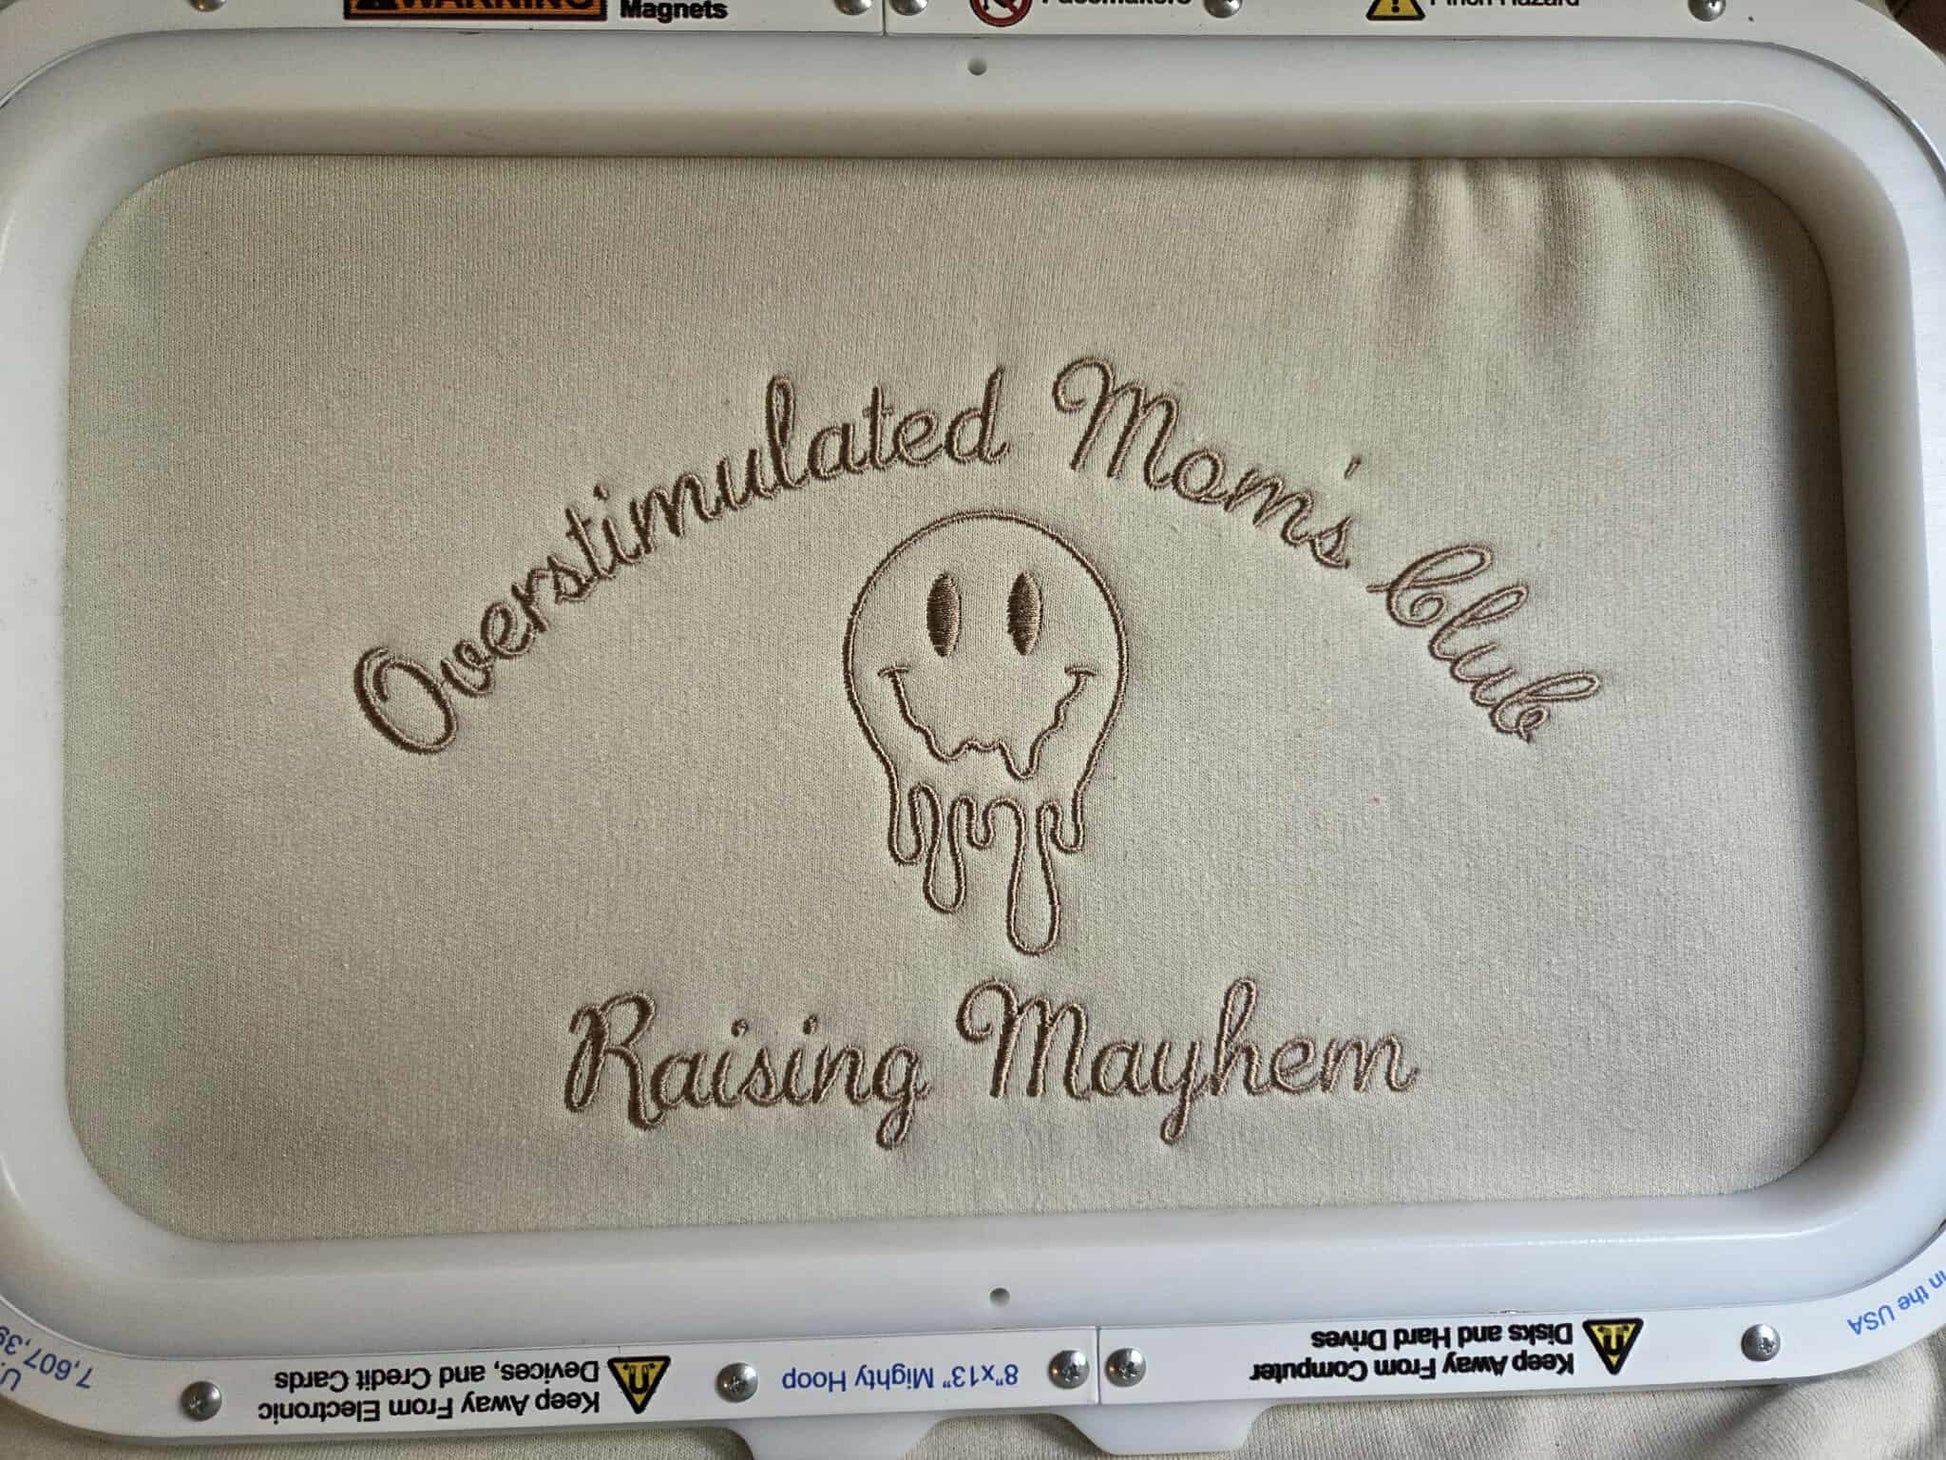 WARNING
Magnets
Pacemakers
Pinch Hazard
Overstimulated Mom's Club
Raising Mayhem
in the USA
Keep Away From Computer
Disks and Hard Drives
8"x13" Mighty Hoop
Keep Away From Electronic
Devices, and Credit Cards